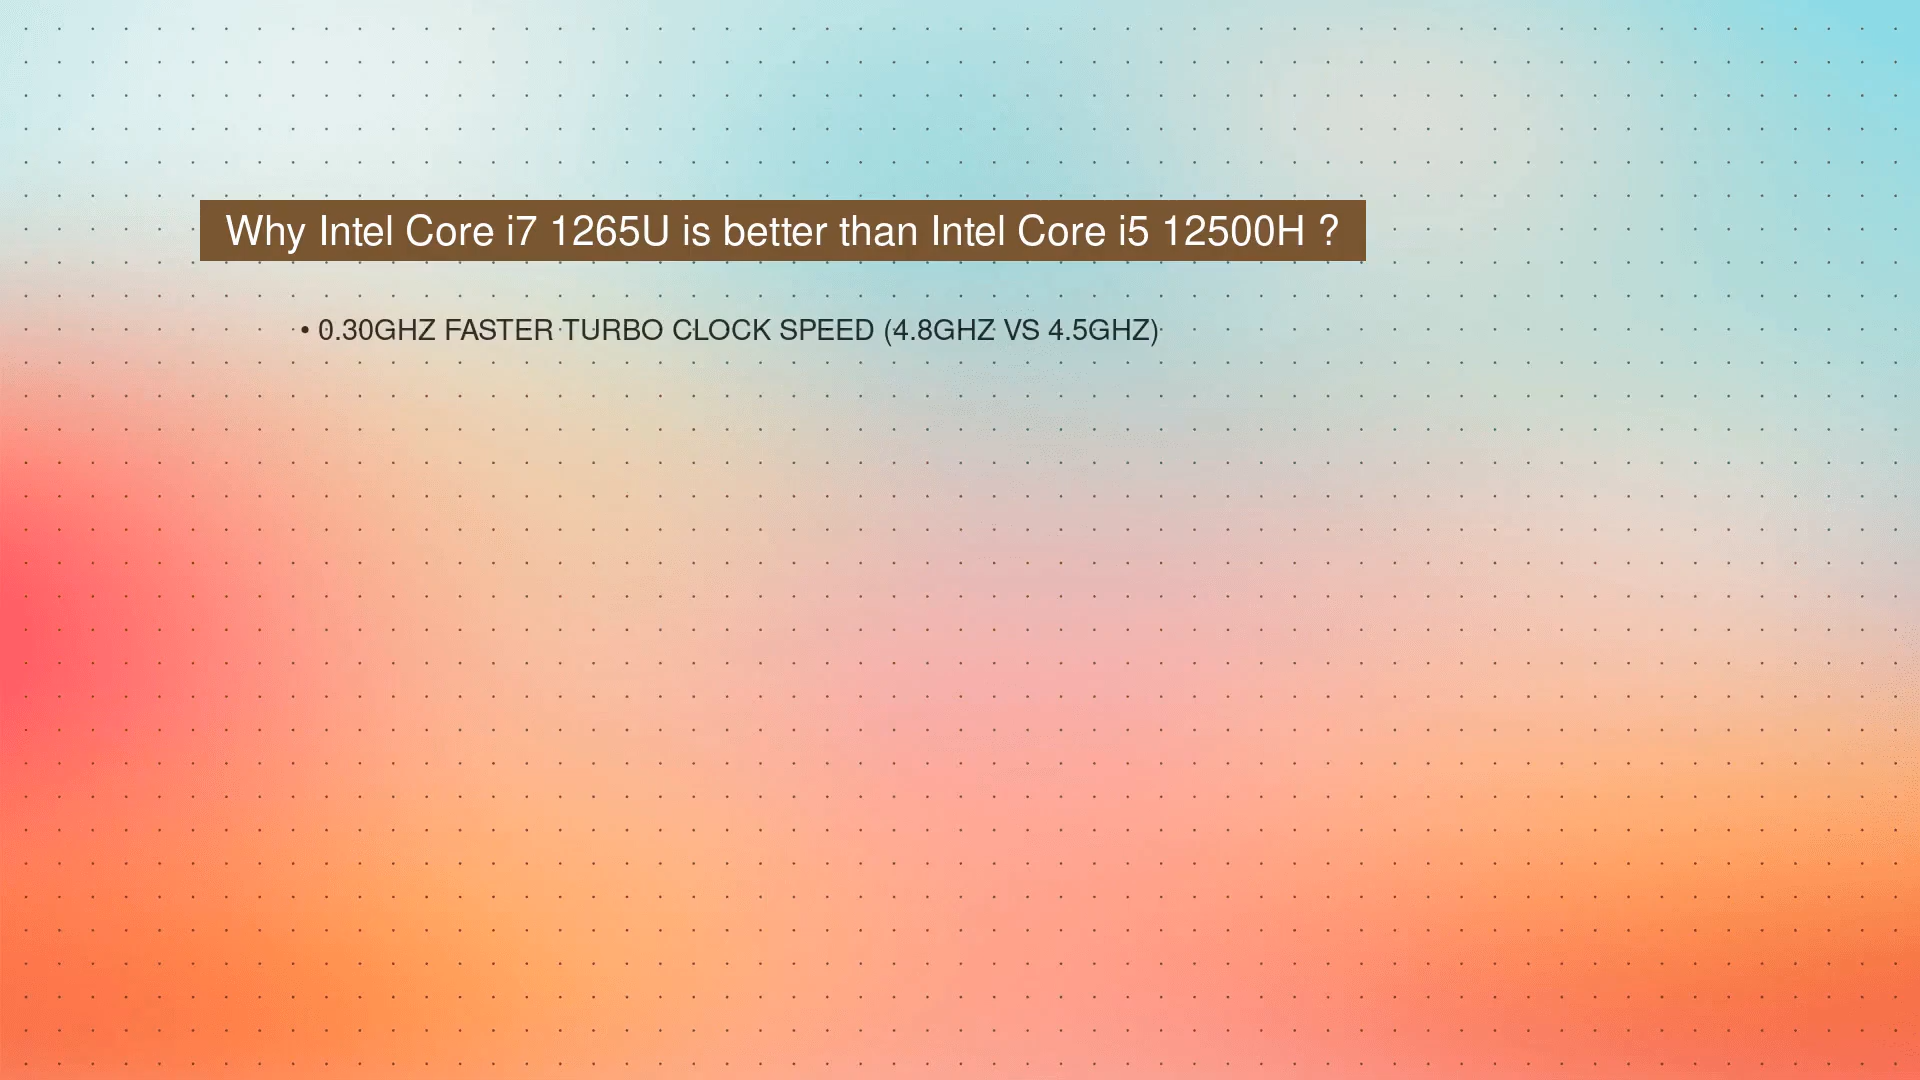 Why Intel Core i7 1265U is better than Intel Core i5 12500H ?
• 0.30GHZ FASTER TURBO CLOCK SPEED (4.8GHZ VS 4.5GHZ)